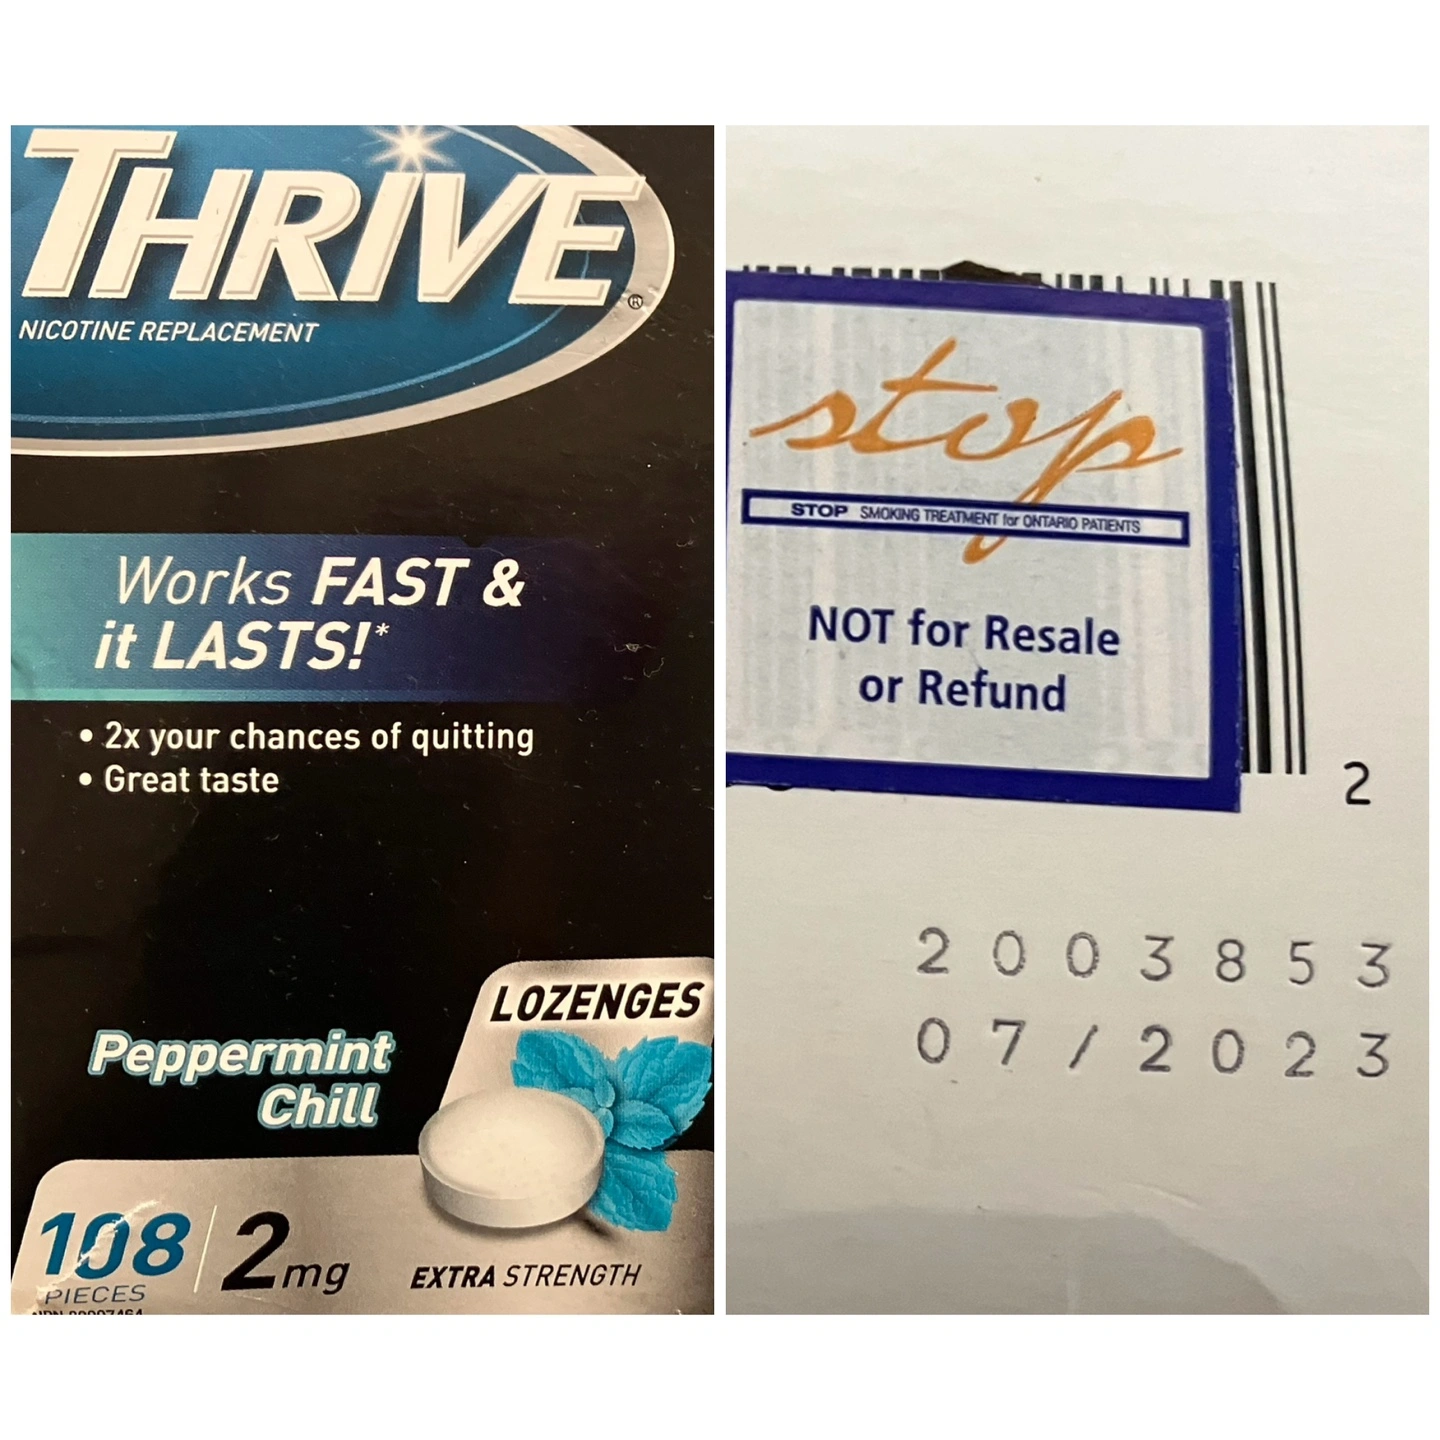 THRIVE®
NICOTINE REPLACEMENT
Works FAST &
it LASTS!*
• 2x your chances of quitting
• Great taste
LOZENGES
Peppermint
Chill
108
PIECES
2mg
EXTRA STRENGTH
stop
STOP SMOKING TREATMENT for ONTARIO PATIENTS
NOT for Resale
or Refund
2
2003853
07/2023